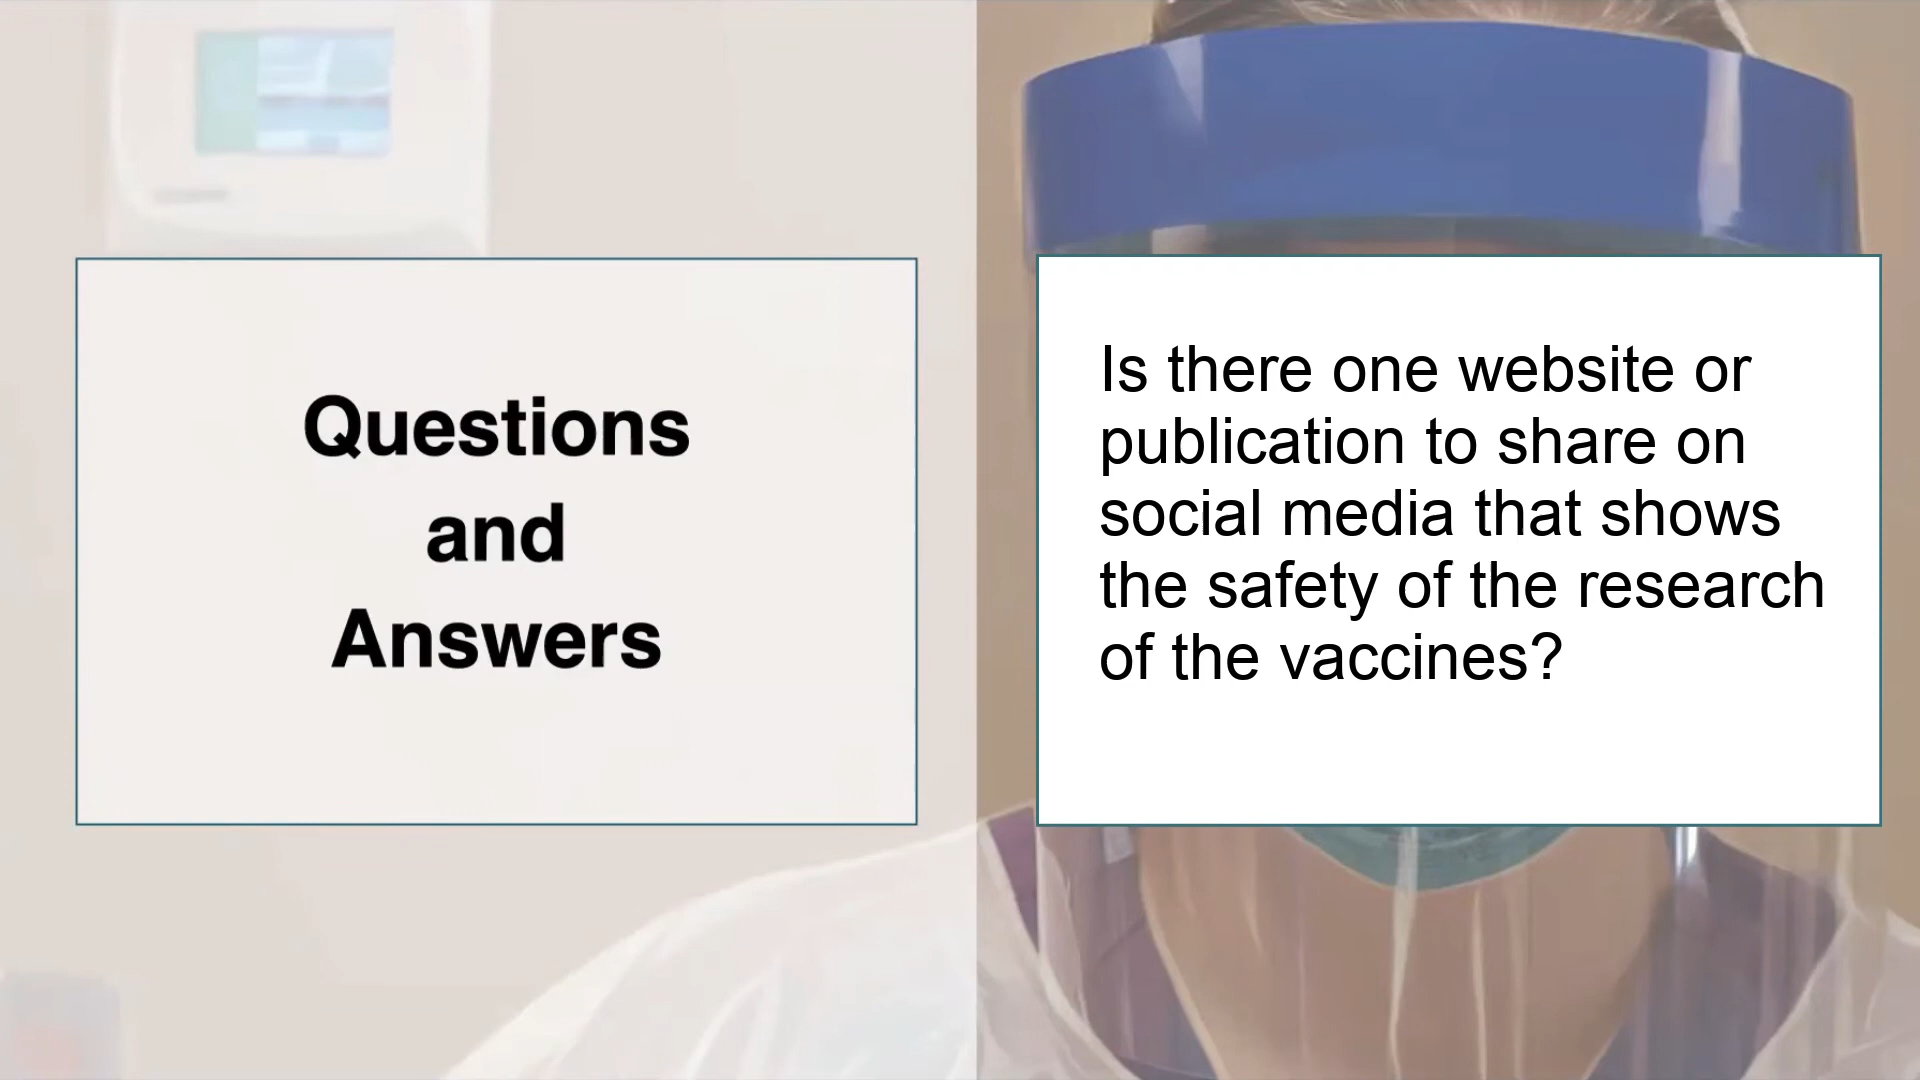 Questions
and
Answers
Is there one website or
publication to share on
social media that shows
the safety of the research
of the vaccines?